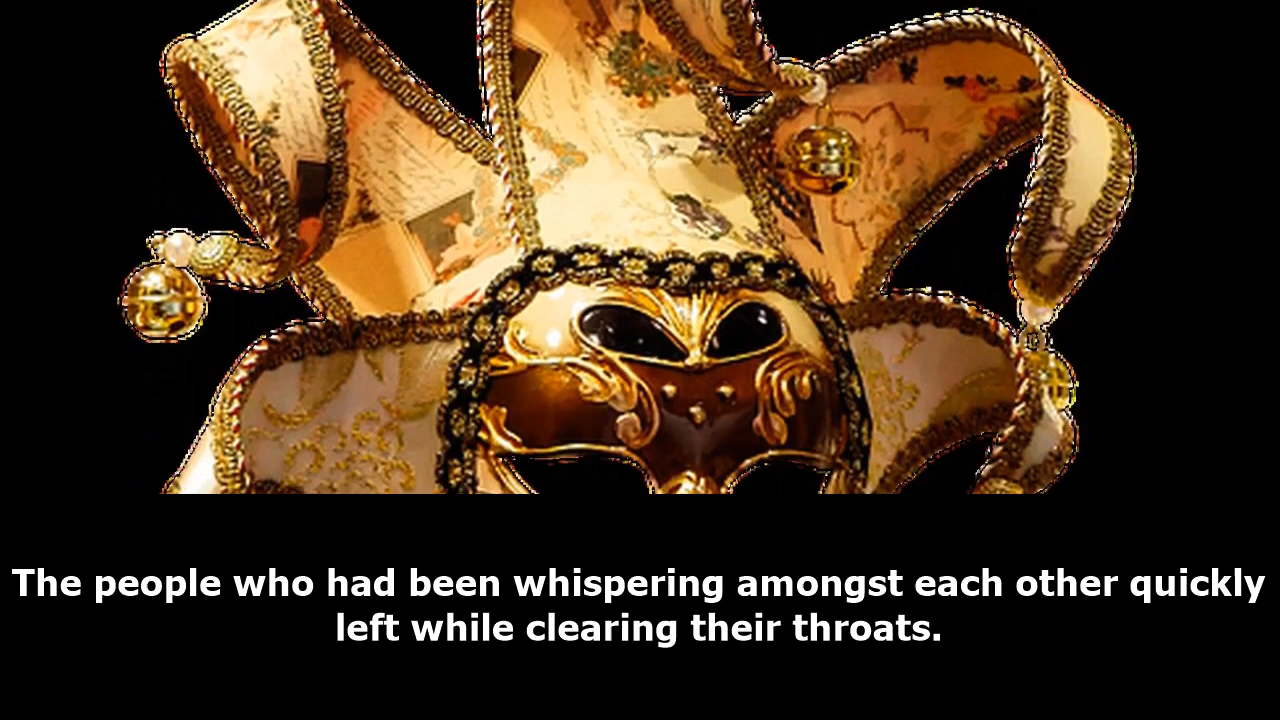 The people who had been whispering amongst each other quickly
left while clearing their throats.